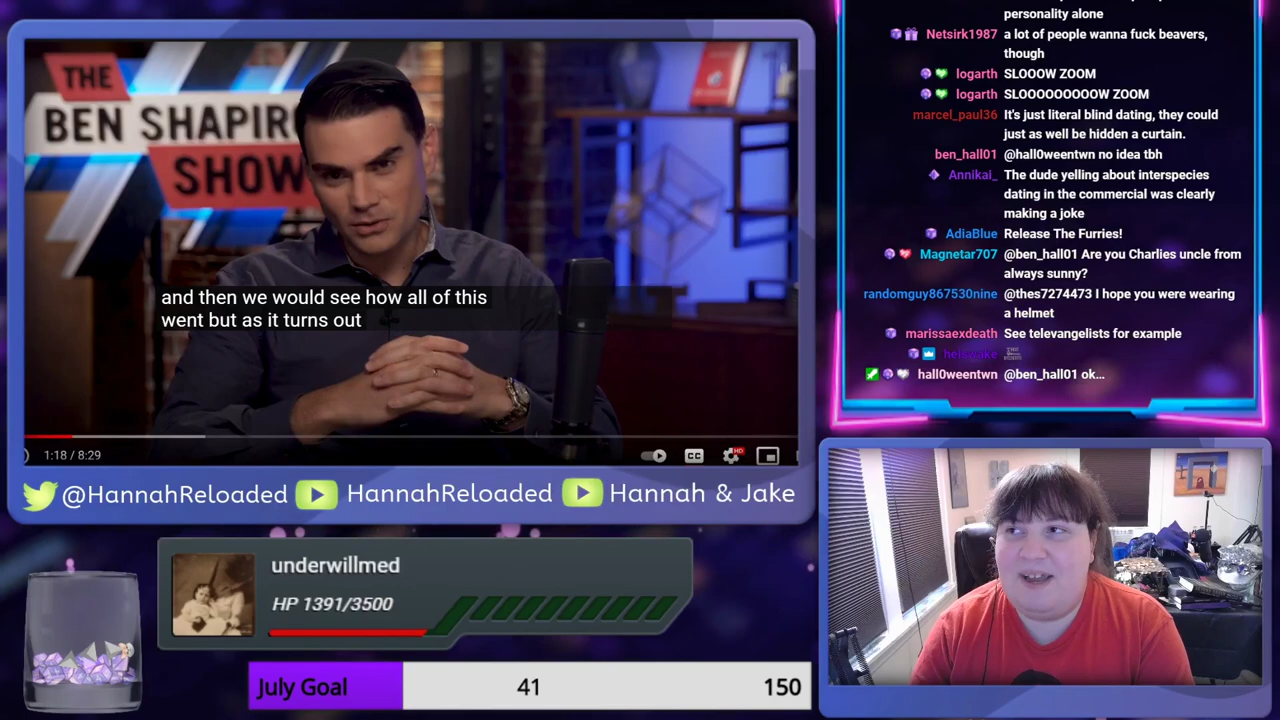 THE
BEN SHAPIRO
SHOW
and then we would see how all of this
went but as it turns out
1:18 / 8:29
CC
HD
@HannahReloaded
HannahReloaded
Hannah & Jake
underwillmed
HP 1391/3500
July Goal
41
150
personality alone
Netsirk1987 a lot of people wanna fuck beavers,
though
logarth SLOOOW ZOOM
logarth SLOOOOOOOOOW ZOOM
marcel_paul36 It's just literal blind dating, they could
just as well be hidden a curtain.
ben_hall01 @hall0weentwn no idea tbh
Annikai_ The dude yelling about interspecies
dating in the commercial was clearly
making a joke
AdiaBlue Release The Furries!
Magnetar707 @ben_hall01 Are you Charlies uncle from
always sunny?
randomguy867530nine @thes7274473 I hope you were wearing
a helmet
marissaexdeath See televangelists for example
hall0weentwn @ben_hall01 ok...